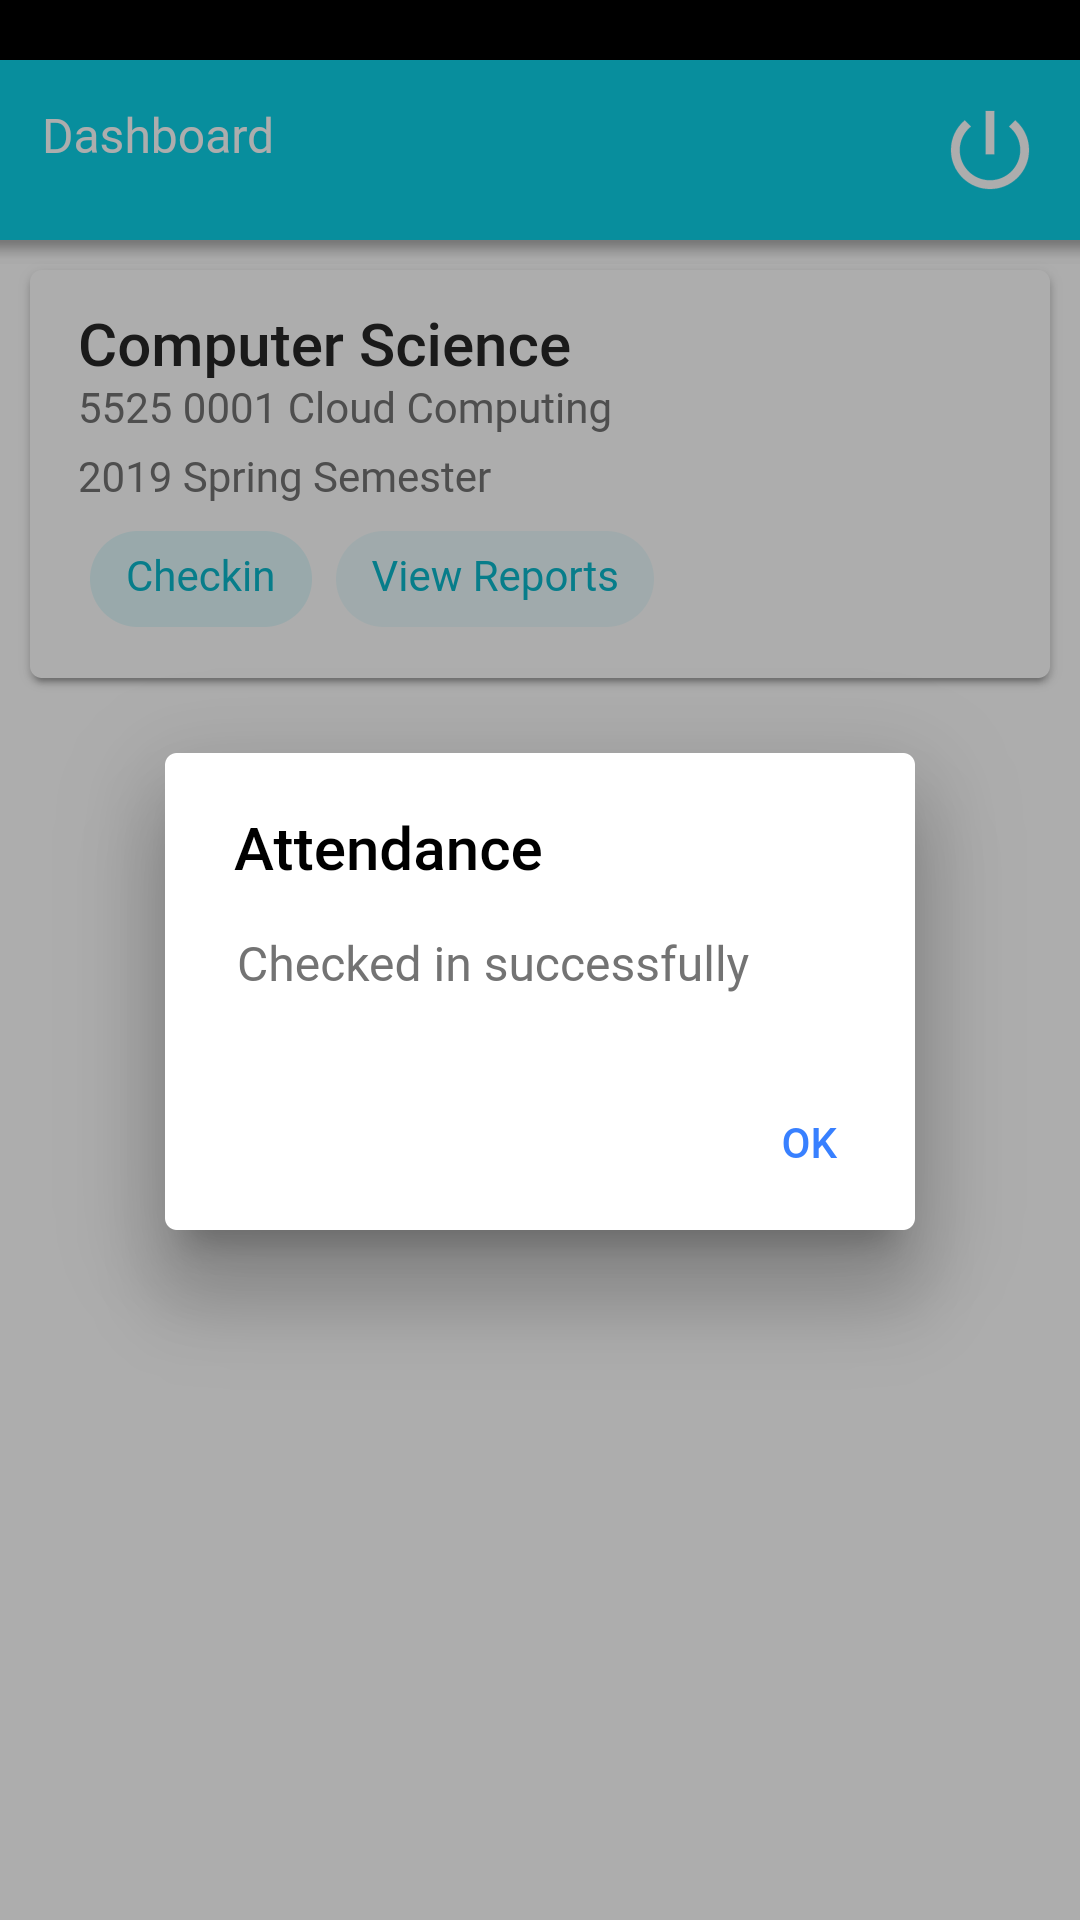 Dashboard
Computer Science
5525 0001 Cloud Computing
2019 Spring Semester
Checkin View Reports
Attendance
Checked in successfully
OK